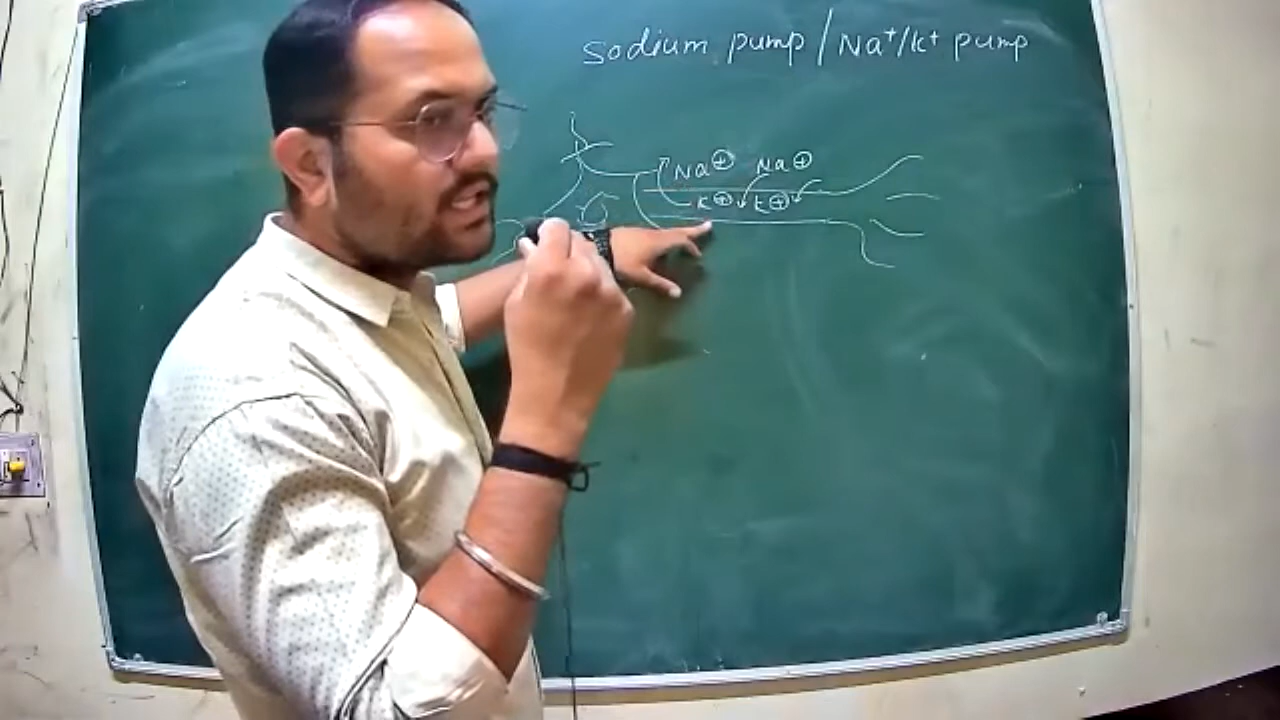 sodium pump / Na⁺/K⁺ pump
Na⊕ Na⊕
K⊕ K⊕